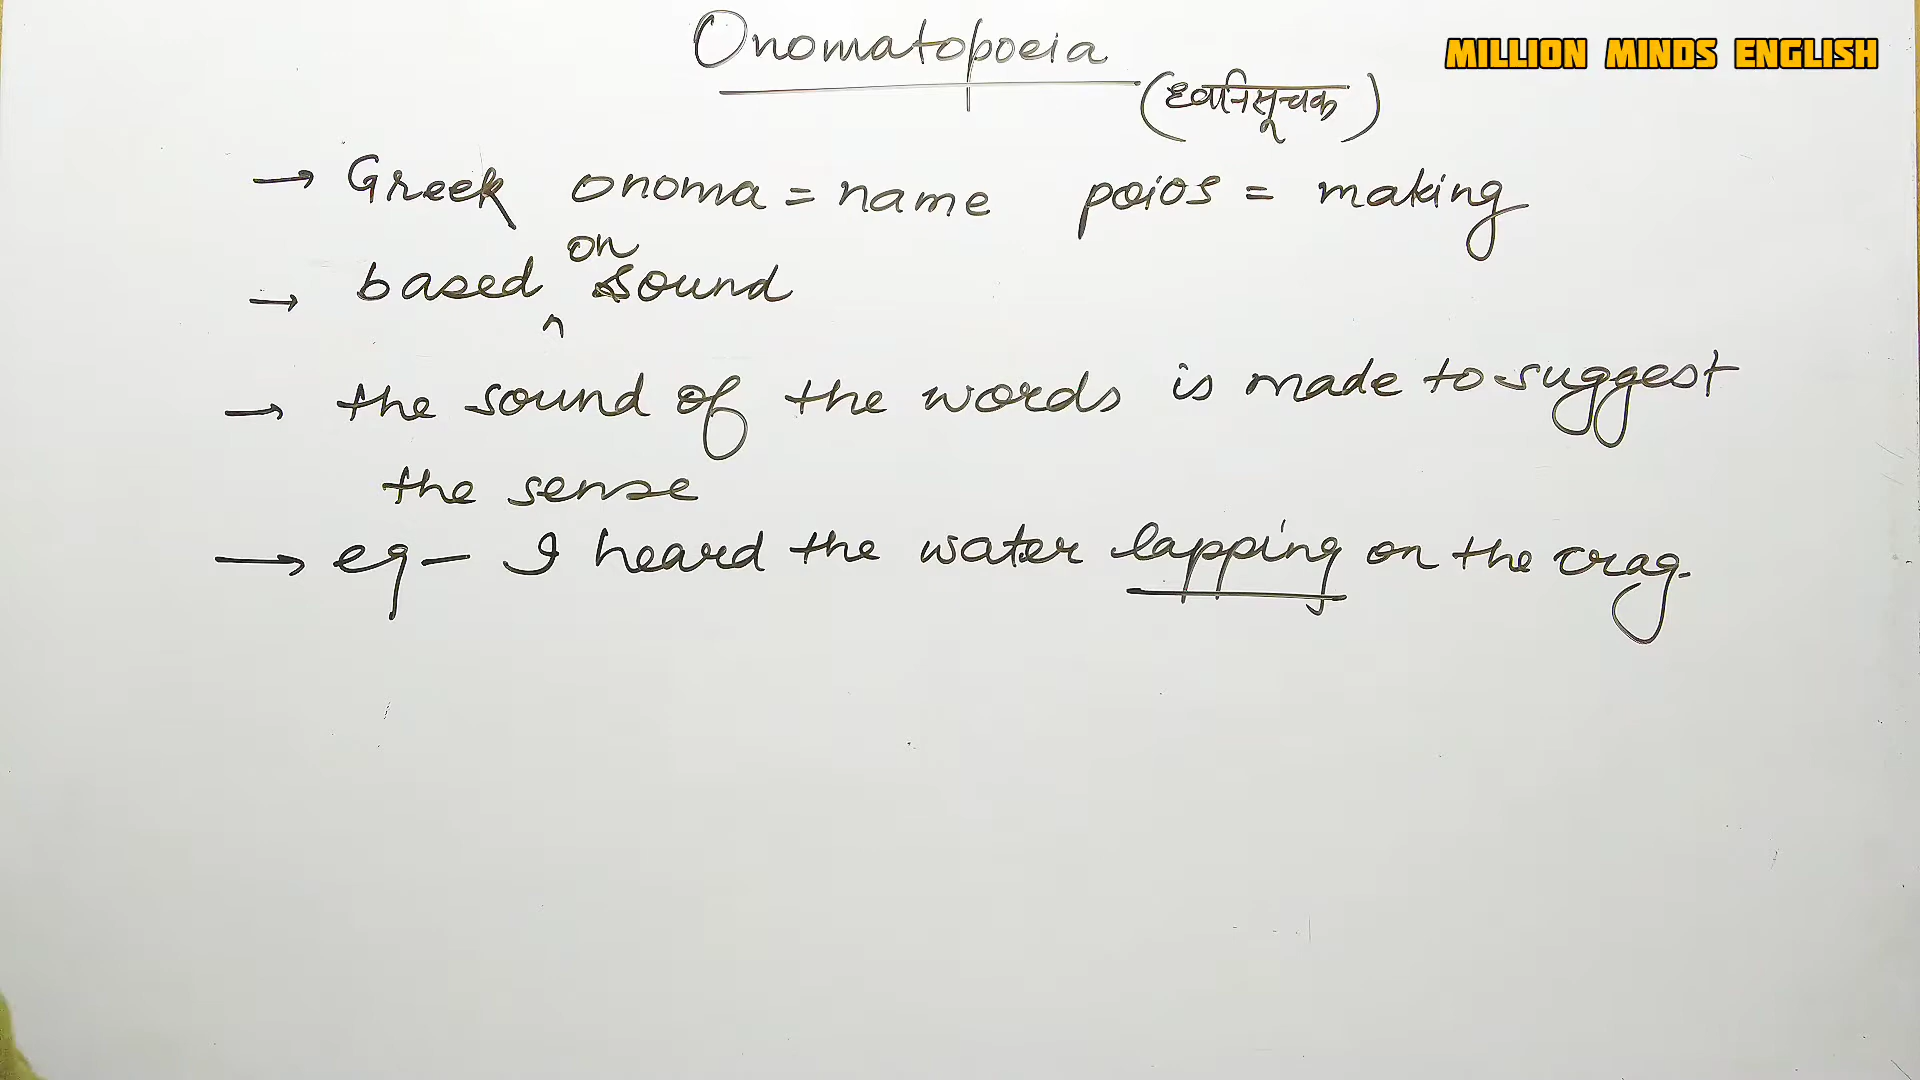 Onomatopoeia
MILLION MINDS ENGLISH
(ध्वनिसूचक)
→ Greek onoma = name poios = making
→ based ^ on sound
→ the sound of the words is made to suggest
the sense
→ eg - I heard the water lapping on the crag.